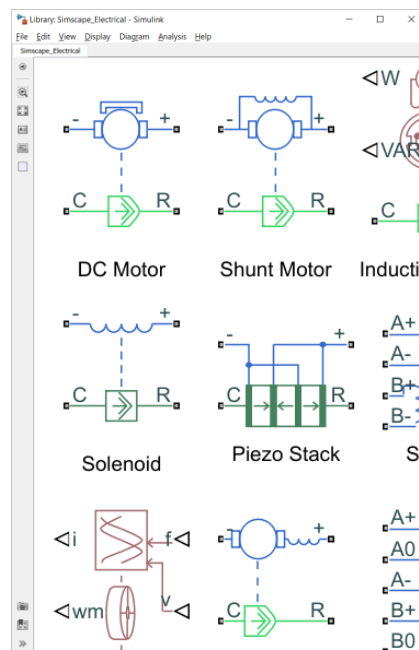 Library: Simscape_Electrical - Simulink
File Edit View Display Diagram Analysis Help
Simscape_Electrical
- +
C R
DC Motor
- +
C R
Shunt Motor
W
VAR
C
Inducti
- +
C R
Solenoid
- +
C R
Piezo Stack
A+
A-
B+
B-
S
i f
wm v
- +
C R
A+
A0
A-
B+
B0